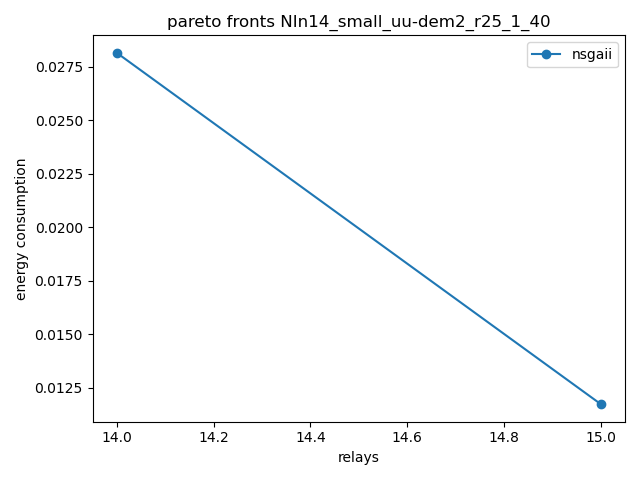 pareto fronts NIn14_small_uu-dem2_r25_1_40
nsgaii
0.0275
0.0250
0.0225
0.0200
0.0175
0.0150
0.0125
energy consumption
14.0 14.2 14.4 14.6 14.8 15.0
relays